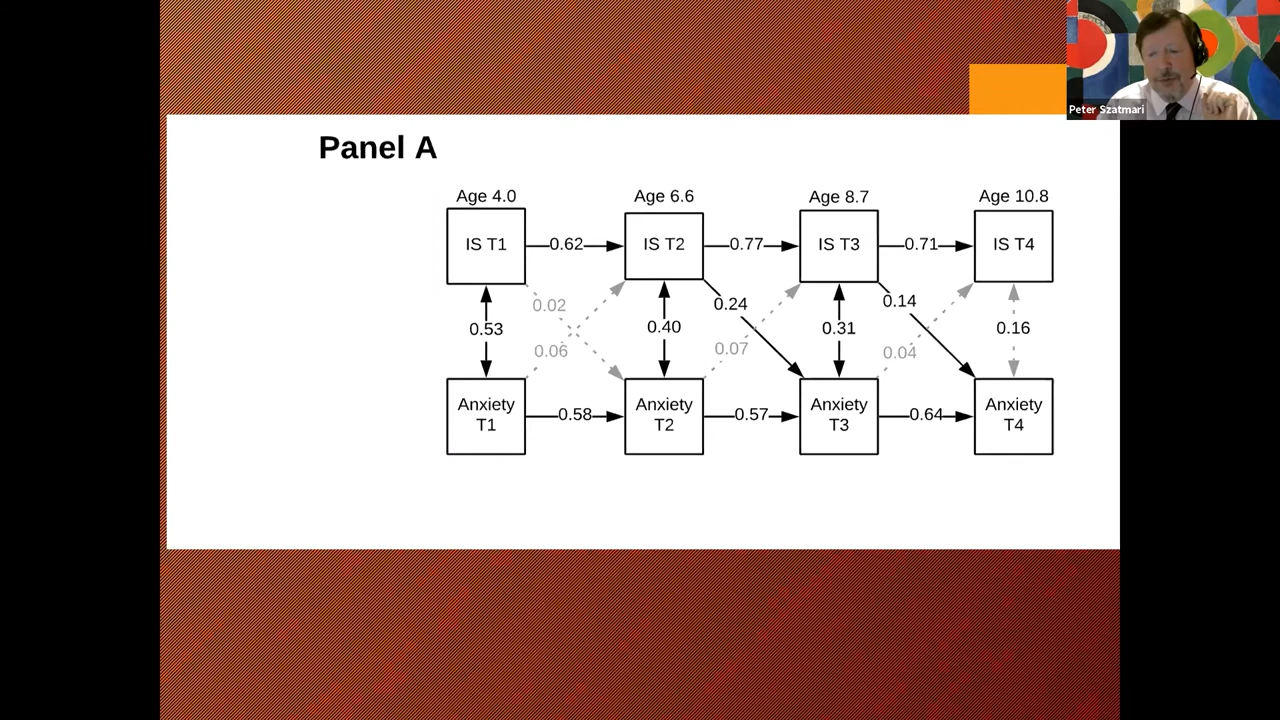 Peter Szatmari
Panel A
Age 4.0
Age 6.6
Age 8.7
Age 10.8
IS T1
0.62
IS T2
0.77
IS T3
0.71
IS T4
0.02
0.24
0.14
0.53
0.40
0.31
0.16
0.06
0.07
0.04
Anxiety
T1
0.58
Anxiety
T2
0.57
Anxiety
T3
0.64
Anxiety
T4